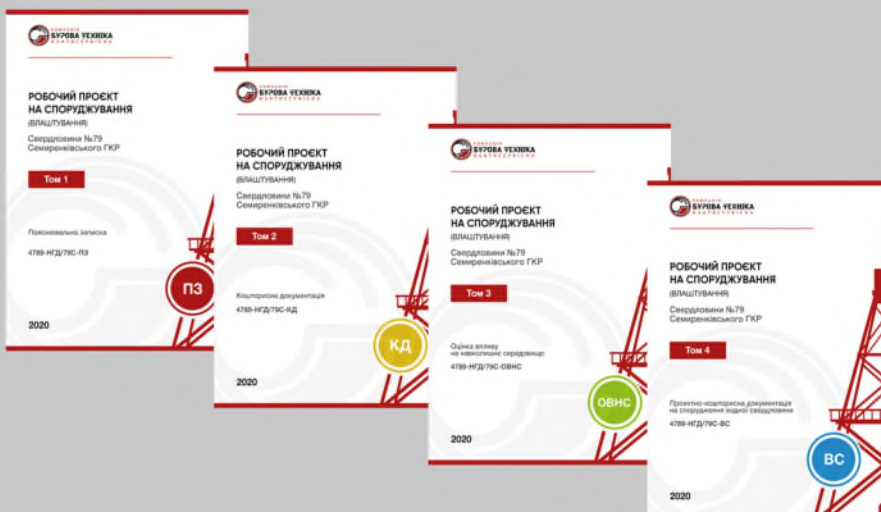 КОМПАНІЯ
БУРОВА ТЕХНІКА
РОБОЧИЙ ПРОЄКТ
НА СПОРУДЖУВАННЯ
(ВЛАШТУВАННЯ)
Свердловини №79
Семиренківського ГКР
Том 1
Пояснювальна записка
4789-НГД/79С-ПЗ
ПЗ
2020
КОМПАНІЯ
БУРОВА ТЕХНІКА
РОБОЧИЙ ПРОЄКТ
НА СПОРУДЖУВАННЯ
(ВЛАШТУВАННЯ)
Свердловини №79
Семиренківського ГКР
Том 2
Кошторисна документація
4789-НГД/79С-КД
КД
2020
КОМПАНІЯ
БУРОВА ТЕХНІКА
РОБОЧИЙ ПРОЄКТ
НА СПОРУДЖУВАННЯ
(ВЛАШТУВАННЯ)
Свердловини №79
Семиренківського ГКР
Том 3
Оцінка впливу
на навколишнє середовище
4789-НГД/79С-ОВНС
ОВНС
2020
КОМПАНІЯ
БУРОВА ТЕХНІКА
РОБОЧИЙ ПРОЄКТ
НА СПОРУДЖУВАННЯ
(ВЛАШТУВАННЯ)
Свердловини №79
Семиренківського ГКР
Том 4
Проектно-кошторисна документація
на спорудження водної свердловини
4789-НГД/79С-ВС
ВС
2020